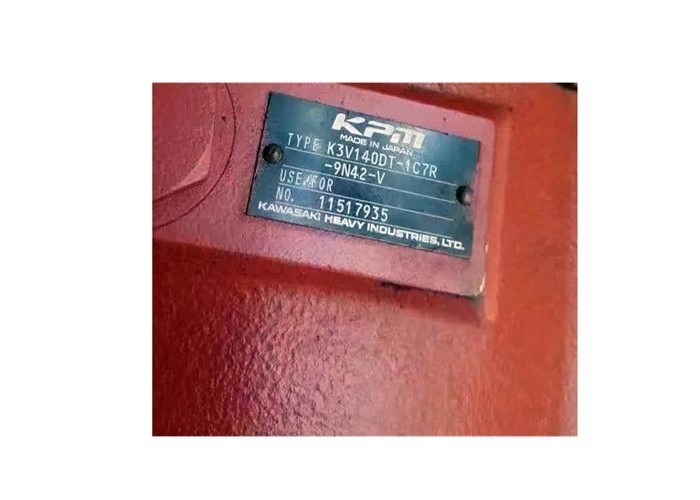 KPM
MADE IN JAPAN
TYPE K3V140DT-1C7R
-9N42-V
USE FOR
NO. 11517935
KAWASAKI HEAVY INDUSTRIES, LTD.